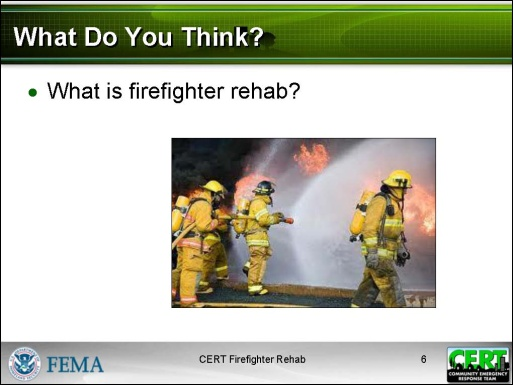 What Do You Think?
What is firefighter rehab?
FEMA
CERT Firefighter Rehab
6
CERT
COMMUNITY EMERGENCY
RESPONSE TEAM